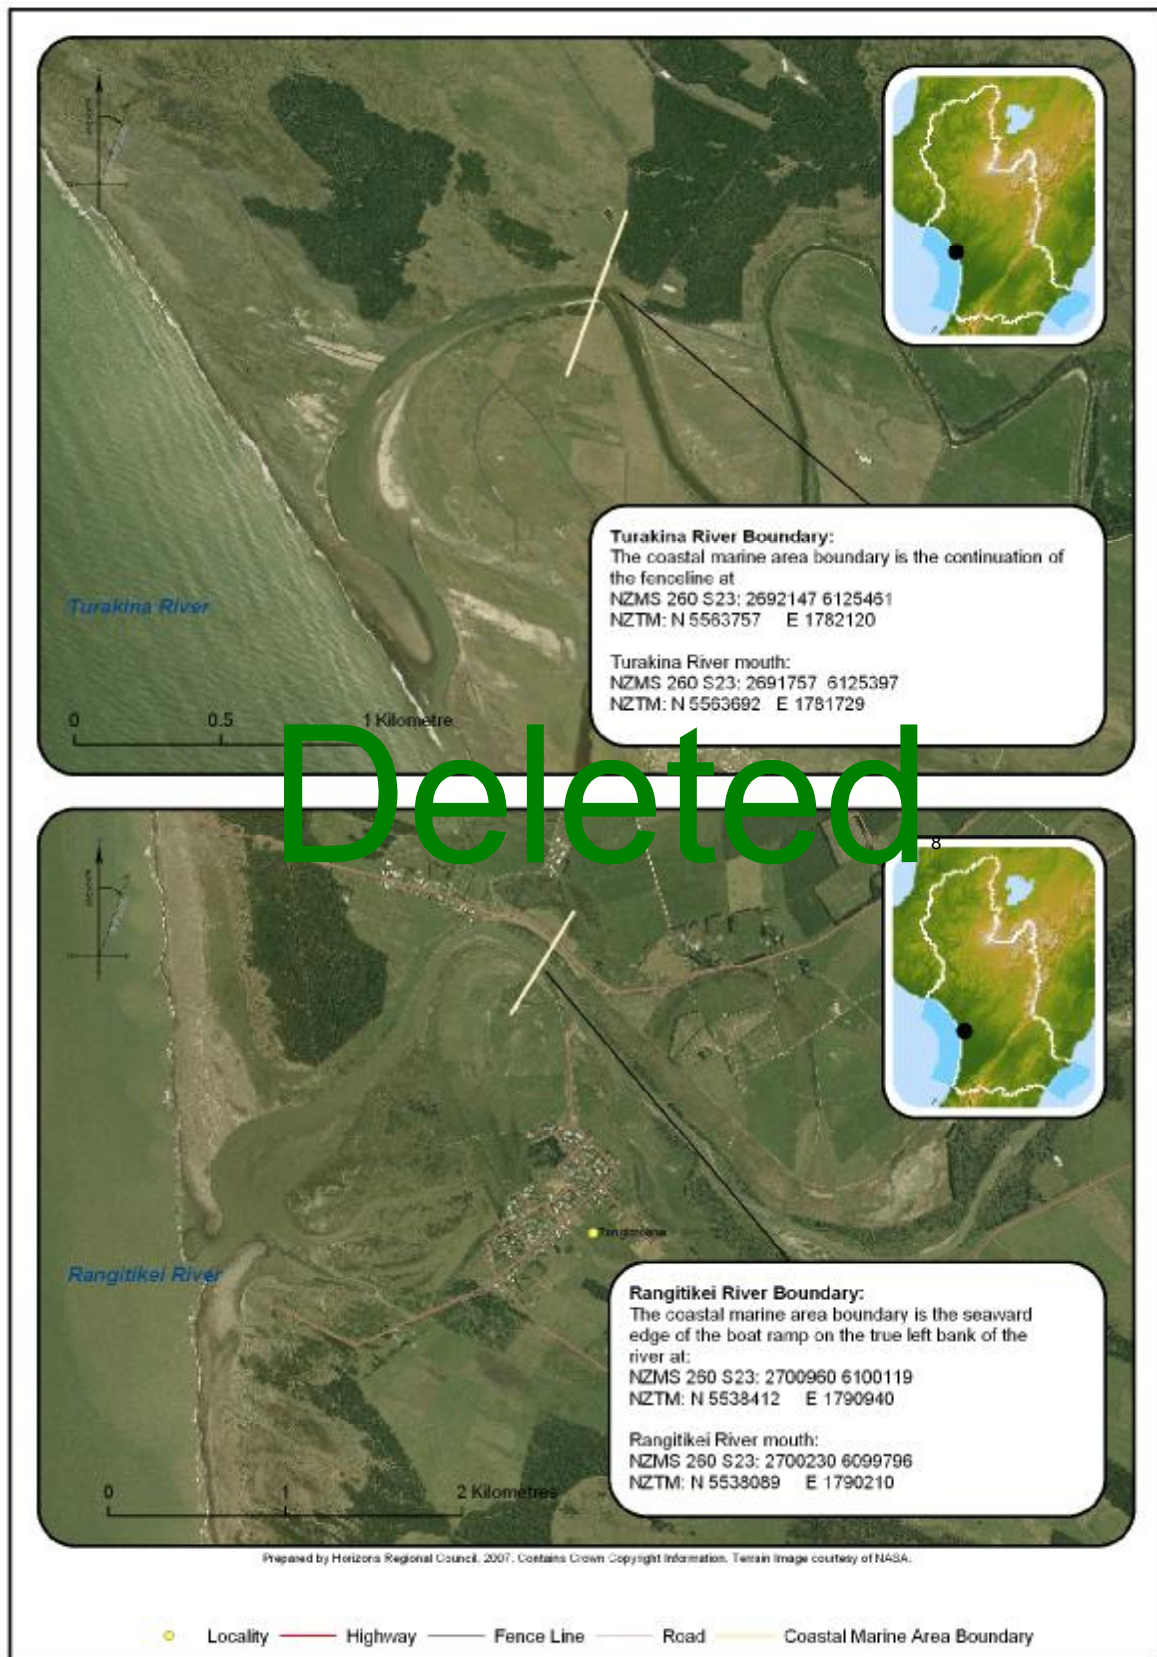 Turakina River
0 0.5 1 Kilometre
Turakina River Boundary:
The coastal marine area boundary is the continuation of
the fenceline at
NZMS 260 S23: 2692147 6125461
NZTM: N 5563757 E 1782120
Turakina River mouth:
NZMS 260 S23: 2691757 6125397
NZTM: N 5563692 E 1781729
Deleted
8
Rangitikei River
0 1 2 Kilometres
Rangitikei River Boundary:
The coastal marine area boundary is the seaward
edge of the boat ramp on the true left bank of the
river at:
NZMS 260 S23: 2700960 6100119
NZTM: N 5538412 E 1790940
Rangitikei River mouth:
NZMS 260 S23: 2700230 6099796
NZTM: N 5538089 E 1790210
Prepared by Horizons Regional Council, 2007. Contains Crown Copyright Information. Terrain Image courtesy of NASA.
Locality Highway Fence Line Road Coastal Marine Area Boundary